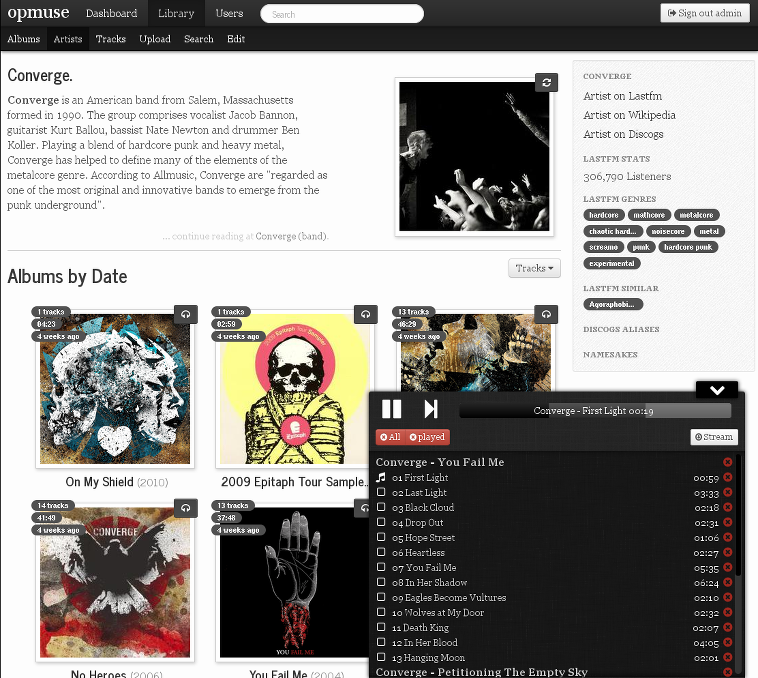 opmuse Dashboard Library Users Search Sign out admin
Albums Artists Tracks Upload Search Edit
Converge.
Converge is an American band from Salem, Massachusetts
formed in 1990. The group comprises vocalist Jacob Bannon,
guitarist Kurt Ballou, bassist Nate Newton and drummer Ben
Koller. Playing a blend of hardcore punk and heavy metal,
Converge has helped to define many of the elements of the
metalcore genre. According to Allmusic, Converge are "regarded as
one of the most original and innovative bands to emerge from the
punk underground".
... continue reading at Converge (band).
CONVERGE
Artist on Lastfm
Artist on Wikipedia
Artist on Discogs
LASTFM STATS
306,790 Listeners
LASTFM GENRES
hardcore mathcore metalcore
chaotic hard... noisecore metal
screamo punk hardcore punk
experimental
LASTFM SIMILAR
Agoraphobi...
DISCOGS ALIASES
NAMESAKES
Albums by Date
Tracks
1 tracks
04:23
4 weeks ago
On My Shield (2010)
1 tracks
02:59
4 weeks ago
2009 Epitaph Tour Sampler
Epitaph
2009 Epitaph Tour Sample..
13 tracks
46:29
4 weeks ago
14 tracks
41:49
4 weeks ago
CONVERGE
No Heroes (2006)
13 tracks
37:48
4 weeks ago
YOU FAIL ME
You Fail Me (2004)
Converge - First Light 00:19
All played
Stream
Converge - You Fail Me
01 First Light 00:59
02 Last Light 03:33
03 Black Cloud 02:18
04 Drop Out 02:31
05 Hope Street 01:06
06 Heartless 02:27
07 You Fail Me 05:35
08 In Her Shadow 06:24
09 Eagles Become Vultures 02:10
10 Wolves at My Door 02:32
11 Death King 02:07
12 In Her Blood 04:05
13 Hanging Moon 02:01
Converge - Petitioning The Empty Sky